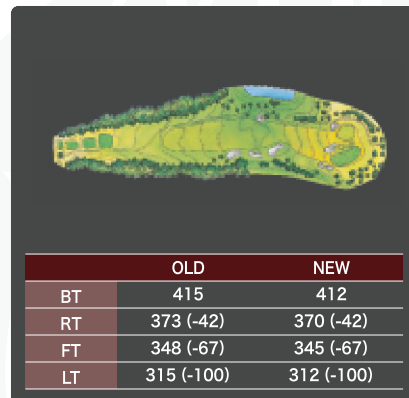 OLD NEW
BT 415 412
RT 373 (-42) 370 (-42)
FT 348 (-67) 345 (-67)
LT 315 (-100) 312 (-100)